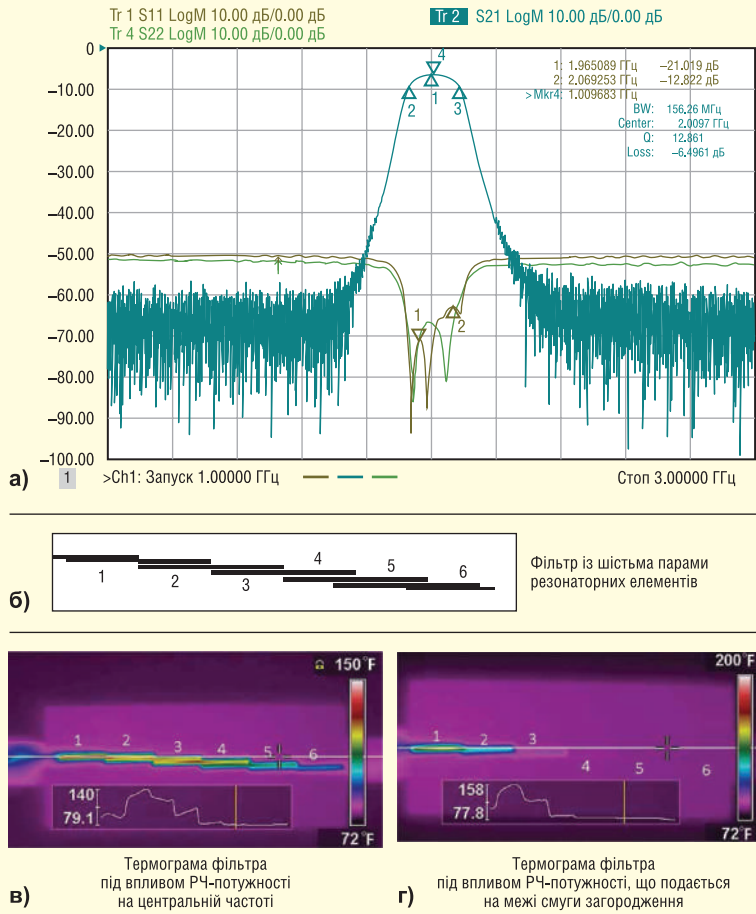 Tr 1 S11 LogM 10.00 дБ/0.00 дБ
Tr 2 S21 LogM 10.00 дБ/0.00 дБ
Tr 4 S22 LogM 10.00 дБ/0.00 дБ
0
–10.00
–20.00
–30.00
–40.00
–50.00
–60.00
–70.00
–80.00
–90.00
–100.00
4
1
2
3
1
2
1: 1.965089 ГГц –21.019 дБ
2: 2.069253 ГГц –12.822 дБ
>Mkr4: 1.009683 ГГц
BW: 156.26 МГц
Center: 2.0097 ГГц
Q: 12.861
Loss: –6.4961 дБ
а) 1 >Ch1: Запуск 1.00000 ГГц
Стоп 3.00000 ГГц
б)
1 2 3 4 5 6
Фільтр із шістьма парами
резонаторних елементів
150°F
1 2 3 4 5 6
140
79.1
72°F
в)
Термограма фільтра
під впливом РЧ-потужності
на центральній частоті
200°F
1 2 3 4 5 6
158
77.8
72°F
г)
Термограма фільтра
під впливом РЧ-потужності, що подається
на межі смуги загородження